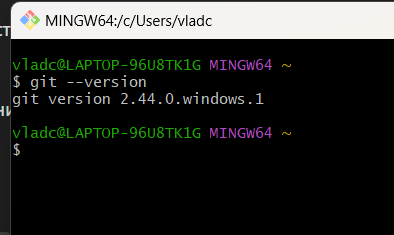 MINGW64:/c/Users/vladc
vladc@LAPTOP-96U8TK1G MINGW64 ~
$ git --version
git version 2.44.0.windows.1
vladc@LAPTOP-96U8TK1G MINGW64 ~
$